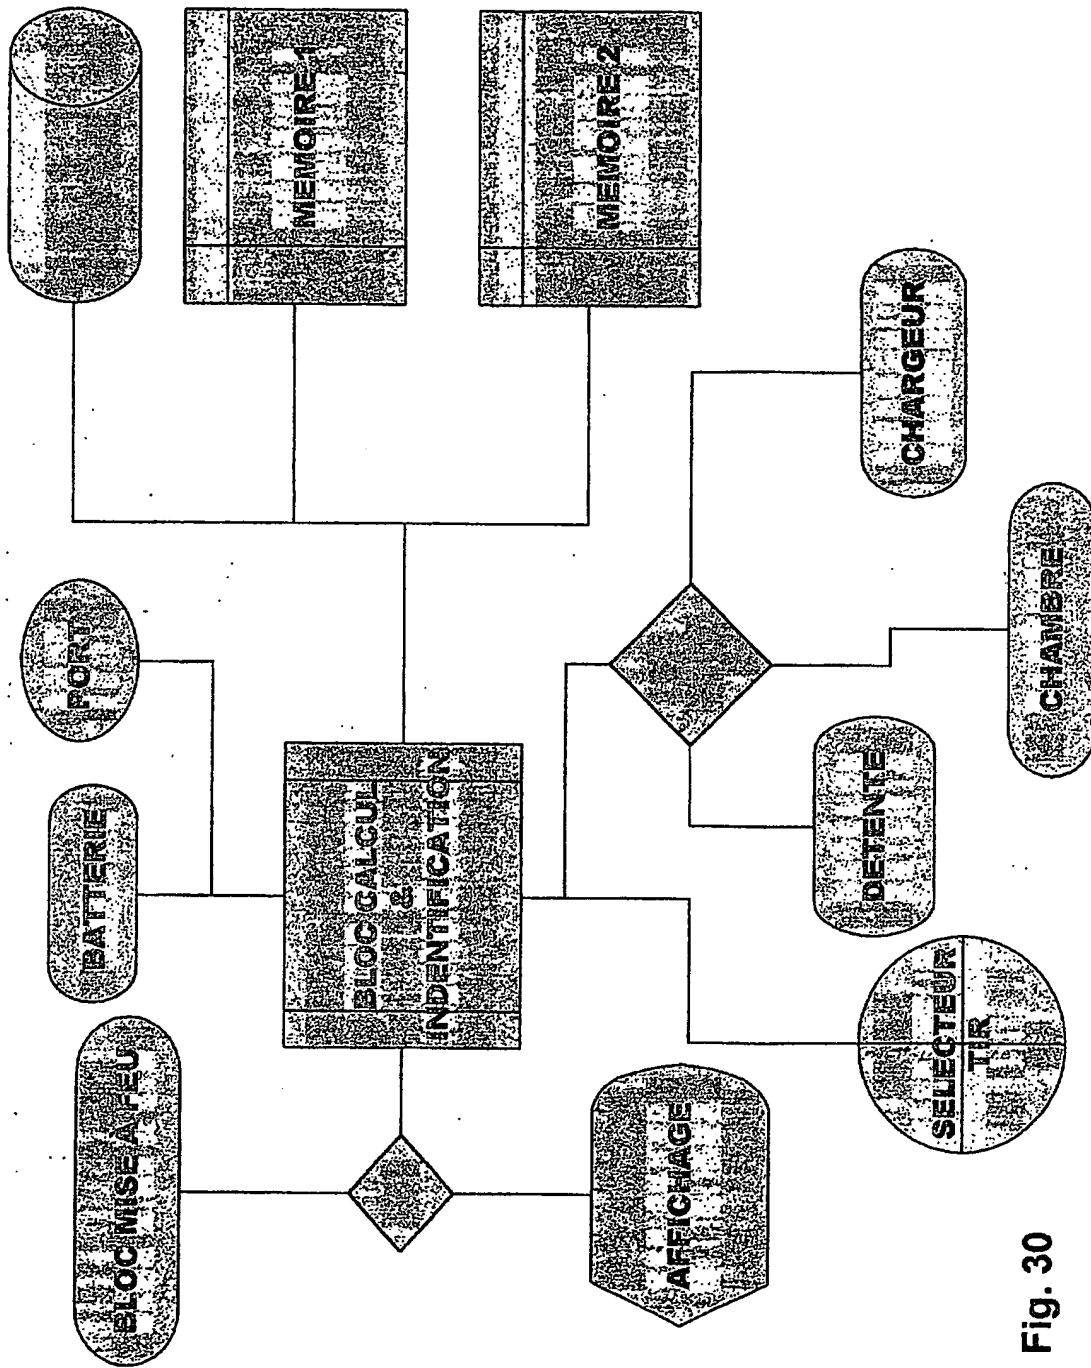 BLOC MISE A FEU
BATTERIE
PORT
MEMOIRE 1
MEMOIRE 2
BLOC CALCUL
&
INDENTIFICATION
AFFICHAGE
SELECTEUR
TIR
DETENTE
CHAMBRE
CHARGEUR
Fig. 30